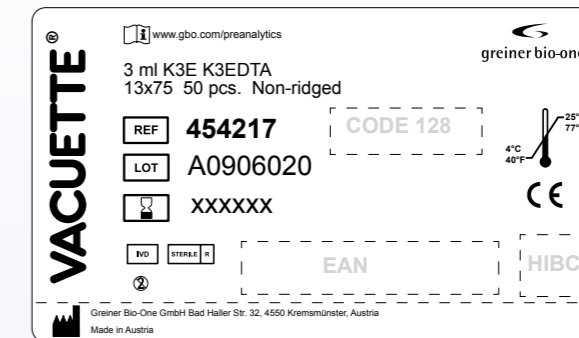 VACUETTE®
www.gbo.com/preanalytics
greiner bio-one
3 ml K3E K3EDTA
13x75 50 pcs. Non-ridged
REF 454217
CODE 128
LOT A0906020
25°
77°
4°C
40°F
XXXXXX
CE
IVD STERILE R
2
EAN
HIBC
Greiner Bio-One GmbH Bad Haller Str. 32, 4550 Kremsmünster, Austria
Made in Austria